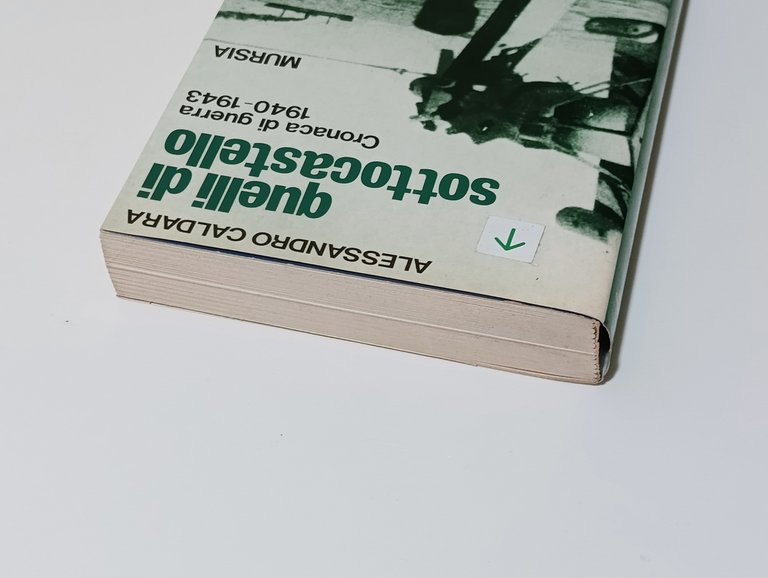 ALESSANDRO CALDARA
quelli di
sottocastello
Cronaca di guerra
1940-1943
MURSIA